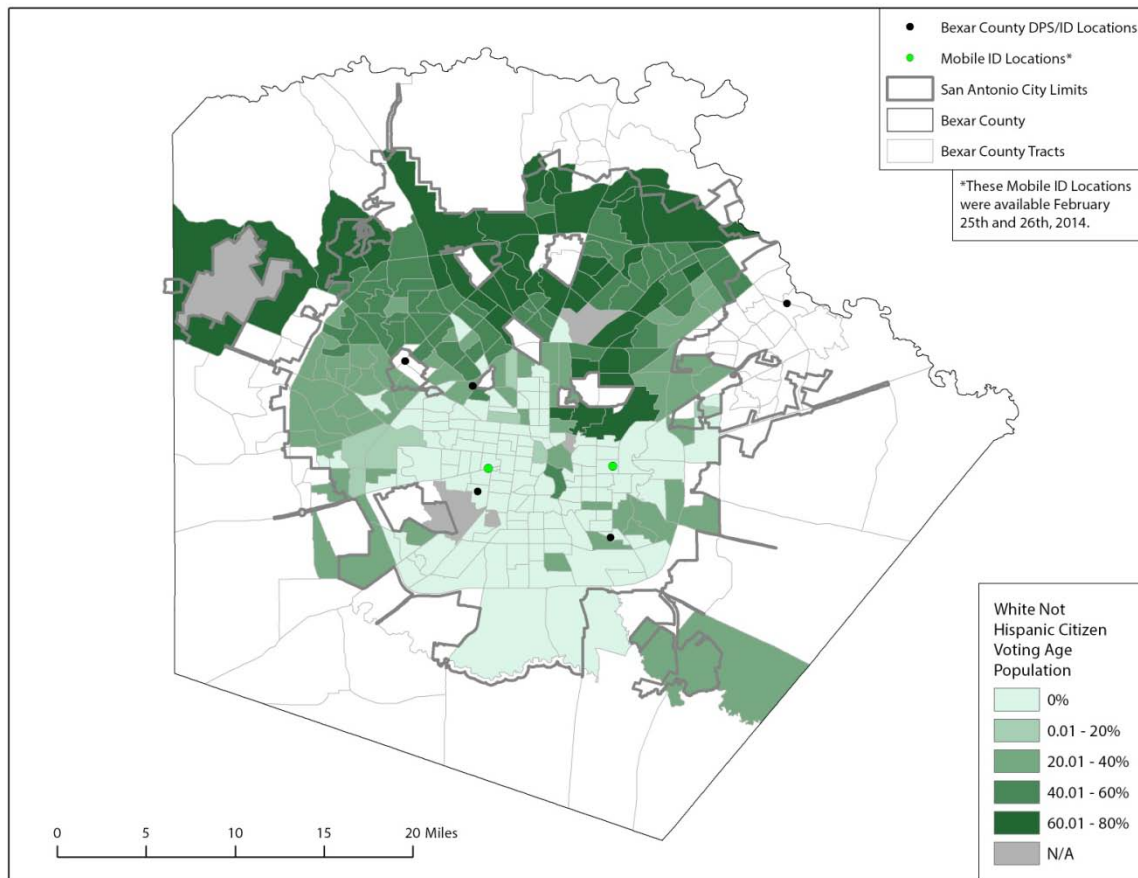 Bexar County DPS/ID Locations
Mobile ID Locations*
San Antonio City Limits
Bexar County
Bexar County Tracts
*These Mobile ID Locations
were available February
25th and 26th, 2014.
White Not
Hispanic Citizen
Voting Age
Population
0%
0.01 - 20%
20.01 - 40%
40.01 - 60%
60.01 - 80%
N/A
0 5 10 15 20 Miles